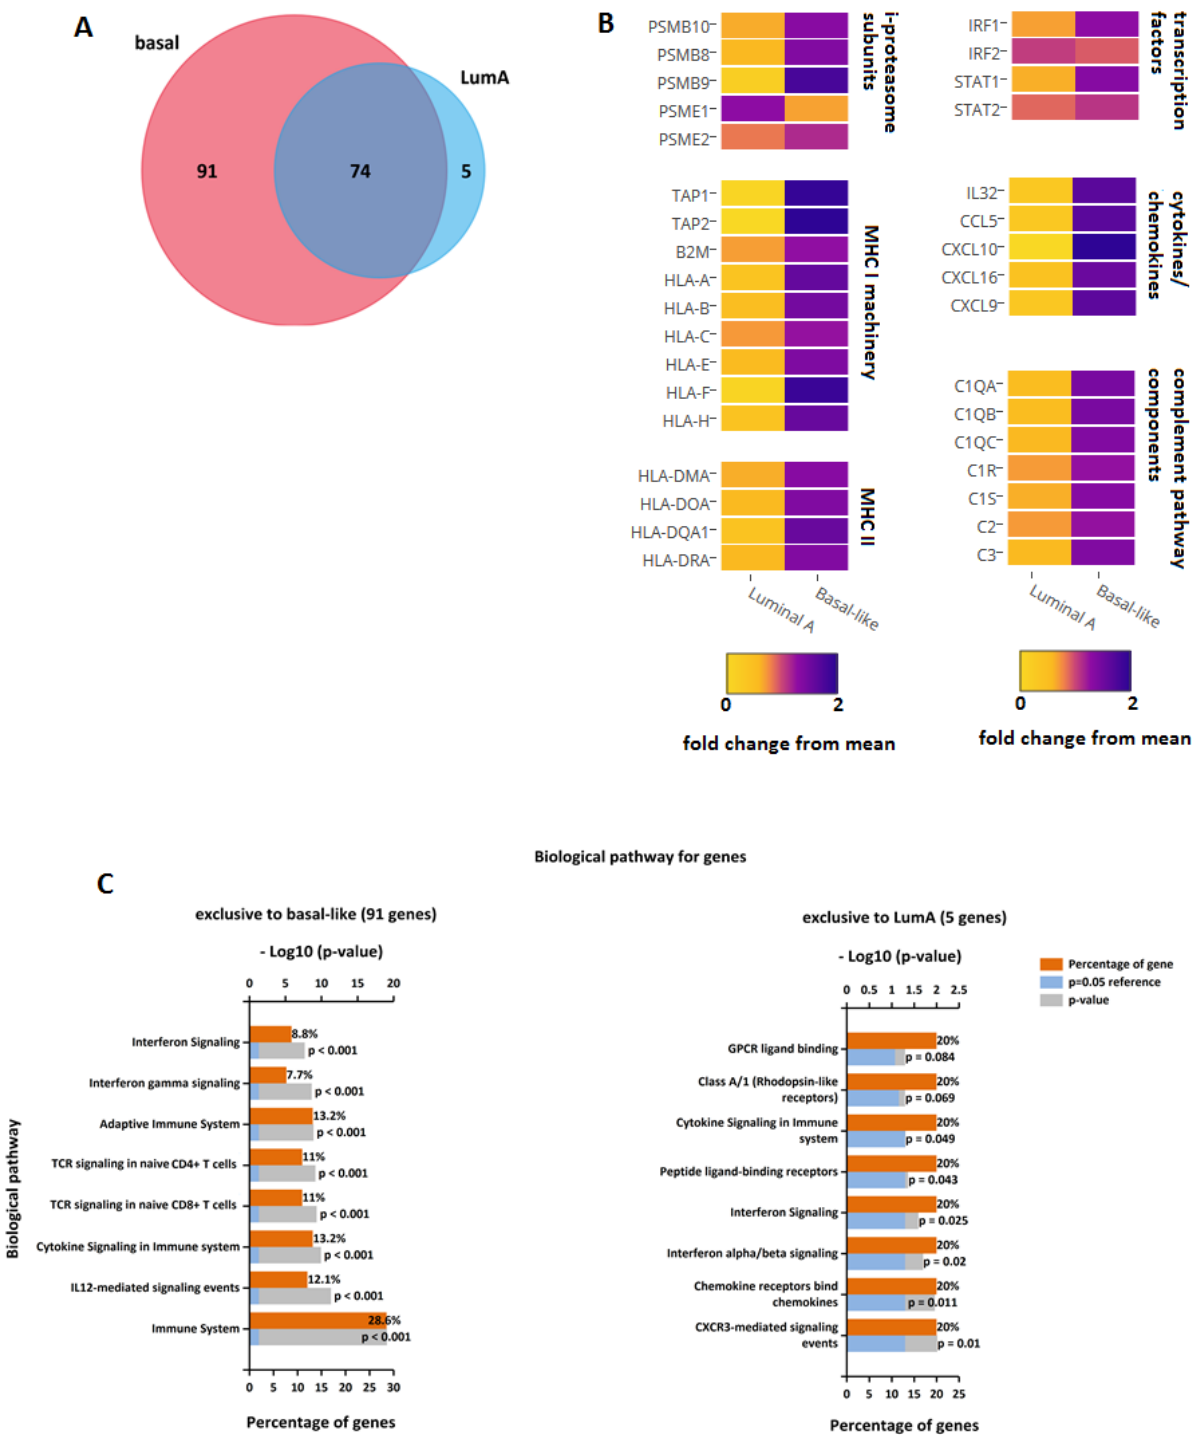 A
basal
LumA
91
74
5
B
PSMB10
PSMB8
PSMB9
PSME1
PSME2
i-proteasome
subunits
TAP1
TAP2
B2M
HLA-A
HLA-B
HLA-C
HLA-E
HLA-F
HLA-H
MHC I machinery
HLA-DMA
HLA-DOA
HLA-DQA1
HLA-DRA
MHC II
Luminal A
Basal-like
0
2
fold change from mean
IRF1
IRF2
STAT1
STAT2
transcription
factors
IL32
CCL5
CXCL10
CXCL16
CXCL9
cytokines/
chemokines
C1QA
C1QB
C1QC
C1R
C1S
C2
C3
complement pathway
components
Luminal A
Basal-like
0
2
fold change from mean
Biological pathway for genes
C
exclusive to basal-like (91 genes)
- Log10 (p-value)
0 5 10 15 20
Biological pathway
Interferon Signaling
8.8%
p < 0.001
Interferon gamma signaling
7.7%
p < 0.001
Adaptive Immune System
13.2%
p < 0.001
TCR signaling in naive CD4+ T cells
11%
p < 0.001
TCR signaling in naive CD8+ T cells
11%
p < 0.001
Cytokine Signaling in Immune system
13.2%
p < 0.001
IL12-mediated signaling events
12.1%
p < 0.001
Immune System
28.6%
p < 0.001
0 5 10 15 20 25 30
Percentage of genes
exclusive to LumA (5 genes)
- Log10 (p-value)
0 0.5 1 1.5 2 2.5
Percentage of gene
p=0.05 reference
p-value
GPCR ligand binding
20%
p = 0.084
Class A/1 (Rhodopsin-like
receptors)
20%
p = 0.069
Cytokine Signaling in Immune
system
20%
p = 0.049
Peptide ligand-binding receptors
20%
p = 0.043
Interferon Signaling
20%
p = 0.025
Interferon alpha/beta signaling
20%
p = 0.02
Chemokine receptors bind
chemokines
20%
p = 0.011
CXCR3-mediated signaling
events
20%
p = 0.01
0 5 10 15 20 25
Percentage of genes